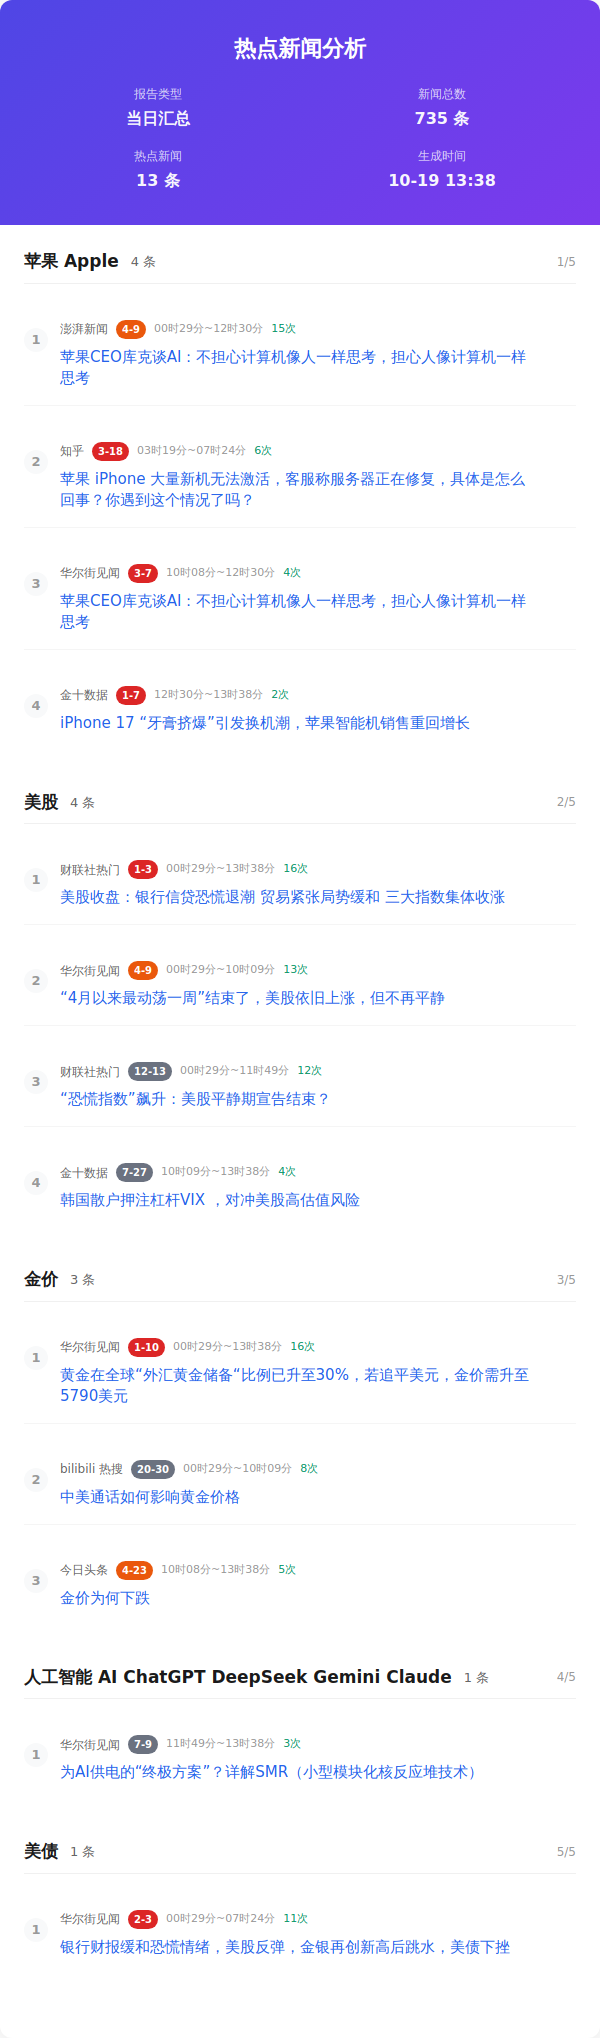 热点新闻分析
报告类型
新闻总数
当日汇总
735 条
热点新闻
生成时间
13 条
10-19 13:38
苹果 Apple 4 条 1/5
1
澎湃新闻 4-9 00时29分~12时30分 15次
苹果CEO库克谈AI：不担心计算机像人一样思考，担心人像计算机一样
思考
2
知乎 3-18 03时19分~07时24分 6次
苹果 iPhone 大量新机无法激活，客服称服务器正在修复，具体是怎么
回事？你遇到这个情况了吗？
3
华尔街见闻 3-7 10时08分~12时30分 4次
苹果CEO库克谈AI：不担心计算机像人一样思考，担心人像计算机一样
思考
4
金十数据 1-7 12时30分~13时38分 2次
iPhone 17 “牙膏挤爆”引发换机潮，苹果智能机销售重回增长
美股 4 条 2/5
1
财联社热门 1-3 00时29分~13时38分 16次
美股收盘：银行信贷恐慌退潮 贸易紧张局势缓和 三大指数集体收涨
2
华尔街见闻 4-9 00时29分~10时09分 13次
“4月以来最动荡一周”结束了，美股依旧上涨，但不再平静
3
财联社热门 12-13 00时29分~11时49分 12次
“恐慌指数”飙升：美股平静期宣告结束？
4
金十数据 7-27 10时09分~13时38分 4次
韩国散户押注杠杆VIX ，对冲美股高估值风险
金价 3 条 3/5
1
华尔街见闻 1-10 00时29分~13时38分 16次
黄金在全球“外汇黄金储备“比例已升至30%，若追平美元，金价需升至
5790美元
2
bilibili 热搜 20-30 00时29分~10时09分 8次
中美通话如何影响黄金价格
3
今日头条 4-23 10时08分~13时38分 5次
金价为何下跌
人工智能 AI ChatGPT DeepSeek Gemini Claude 1 条 4/5
1
华尔街见闻 7-9 11时49分~13时38分 3次
为AI供电的“终极方案”？详解SMR（小型模块化核反应堆技术）
美债 1 条 5/5
1
华尔街见闻 2-3 00时29分~07时24分 11次
银行财报缓和恐慌情绪，美股反弹，金银再创新高后跳水，美债下挫